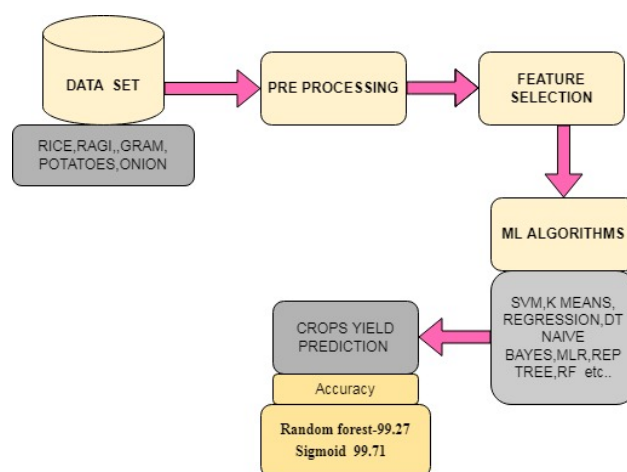 DATA SET
RICE,RAGI,,GRAM,
POTATOES,ONION
PRE PROCESSING
FEATURE
SELECTION
ML ALGORITHMS
SVM,K MEANS,
REGRESSION,DT
NAIVE
BAYES,MLR,REP
TREE,RF etc..
CROPS YIELD
PREDICTION
Accuracy
Random forest-99.27
Sigmoid 99.71